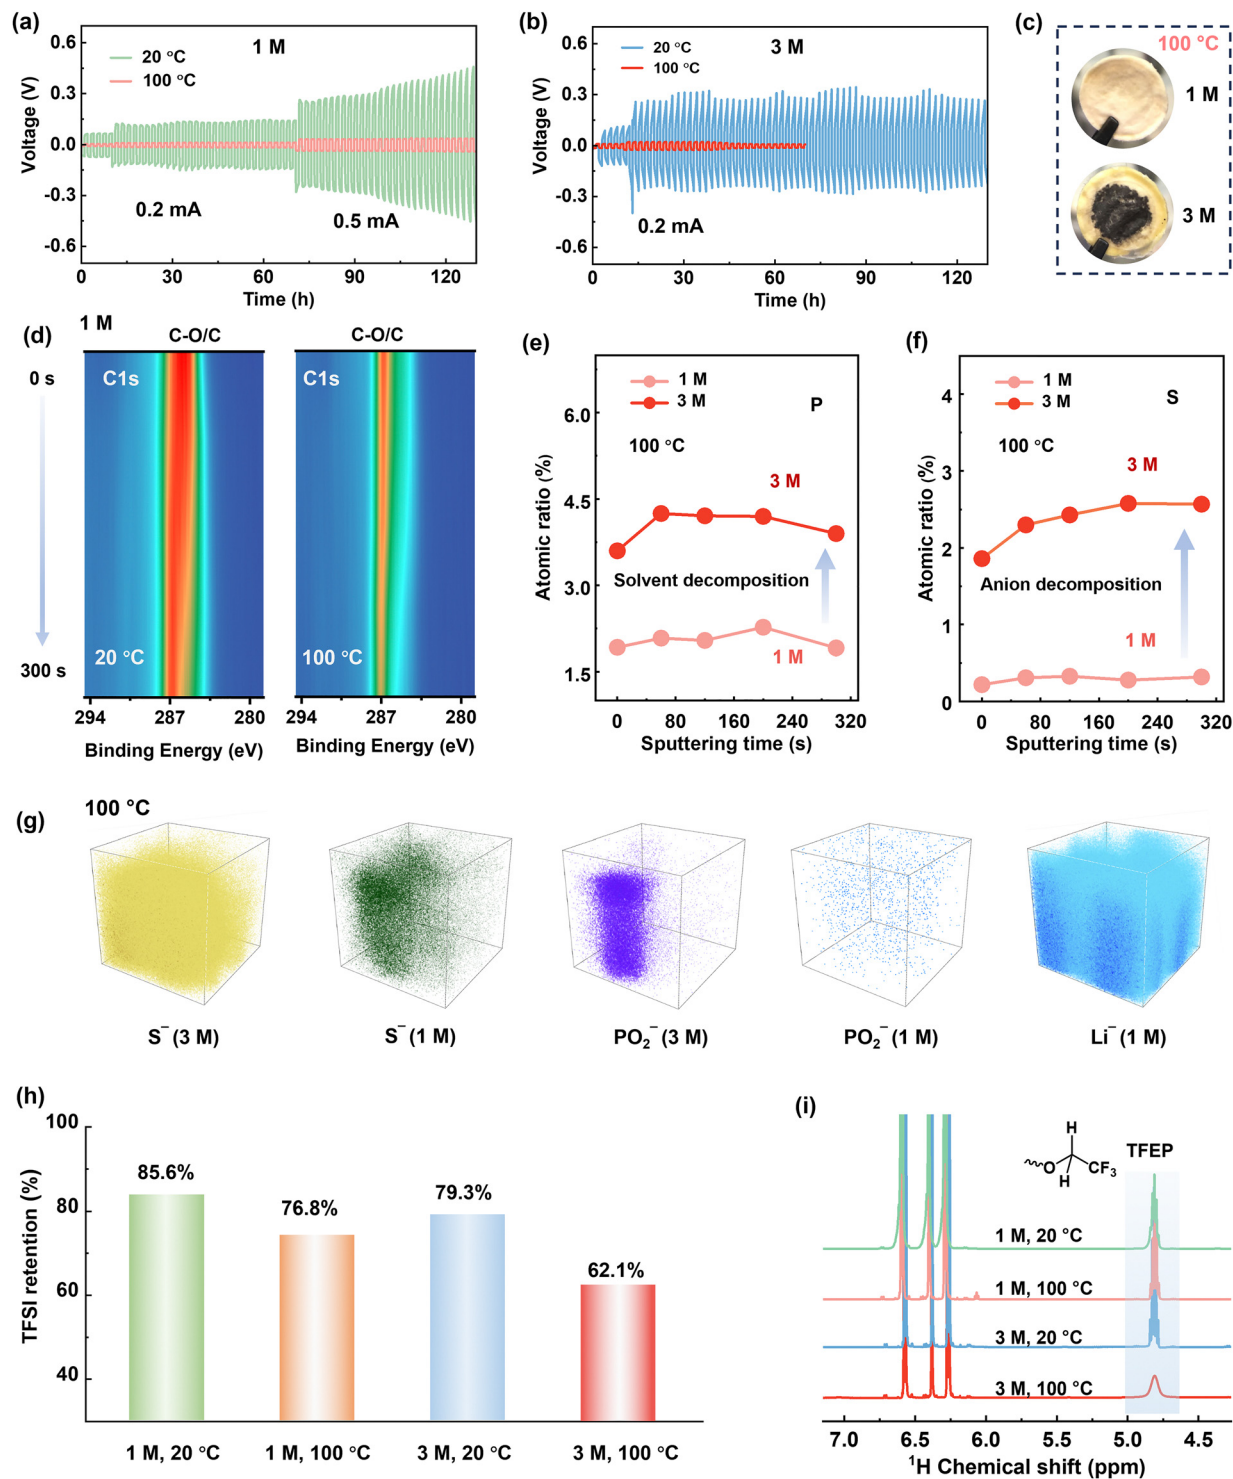 (a)
0.6
0.3
0.0
-0.3
-0.6
Voltage (V)
1 M
20 °C
100 °C
0.2 mA
0.5 mA
0 30 60 90 120
Time (h)
(b)
0.6
0.3
0.0
-0.3
-0.6
Voltage (V)
3 M
20 °C
100 °C
0.2 mA
0 30 60 90 120
Time (h)
(c)
100 °C
1 M
3 M
(d)
1 M
C-O/C
C-O/C
0 s
300 s
C1s
20 °C
C1s
100 °C
294 287 280
294 287 280
Binding Energy (eV)
Binding Energy (eV)
(e)
1 M
3 M
P
100 °C
3 M
Solvent decomposition
1 M
6.0
4.5
3.0
1.5
Atomic ratio (%)
0 80 160 240 320
Sputtering time (s)
(f)
1 M
3 M
S
100 °C
3 M
Anion decomposition
1 M
4
3
2
1
0
Atomic ratio (%)
0 80 160 240 320
Sputtering time (s)
(g)
100 °C
S⁻ (3 M)
S⁻ (1 M)
PO₂⁻ (3 M)
PO₂⁻ (1 M)
Li⁻ (1 M)
(h)
100
80
60
40
TFSI retention (%)
85.6%
76.8%
79.3%
62.1%
1 M, 20 °C
1 M, 100 °C
3 M, 20 °C
3 M, 100 °C
(i)
H
O
H
CF₃
TFEP
1 M, 20 °C
1 M, 100 °C
3 M, 20 °C
3 M, 100 °C
7.0 6.5 6.0 5.5 5.0 4.5
¹H Chemical shift (ppm)